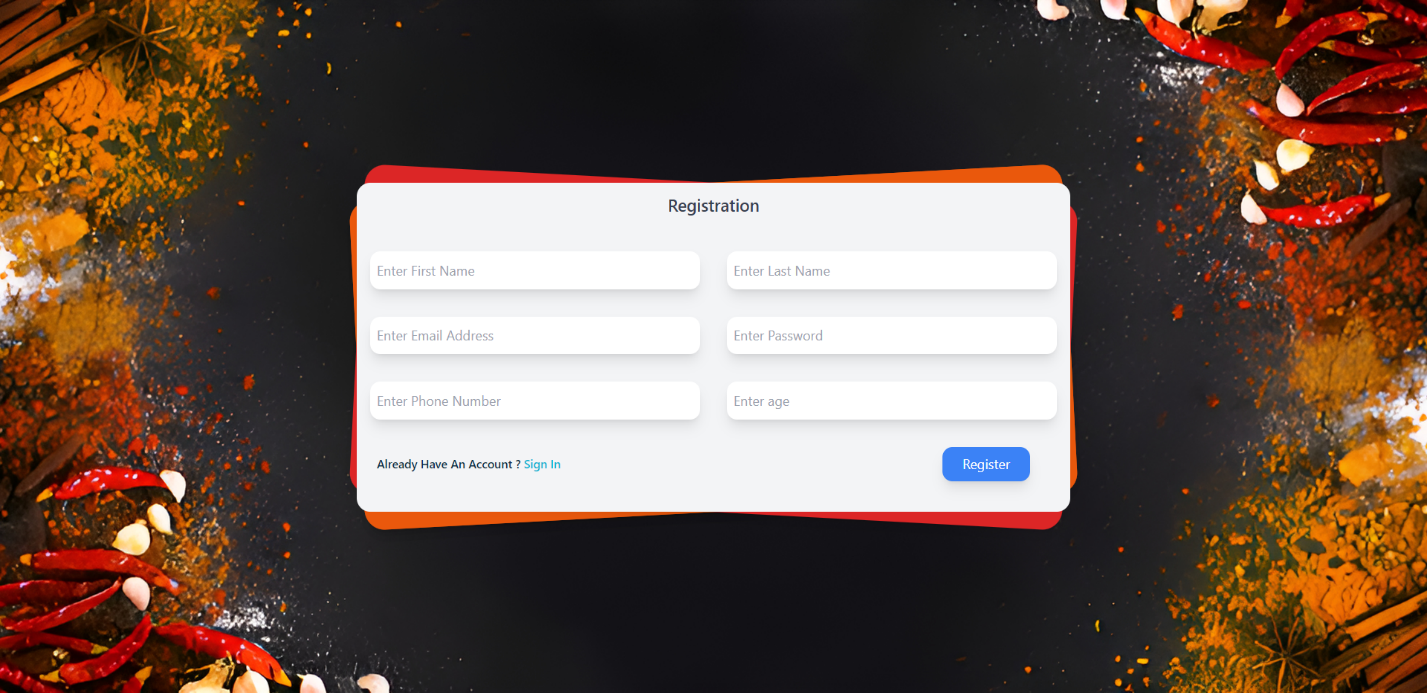 Registration
Enter First Name
Enter Last Name
Enter Email Address
Enter Password
Enter Phone Number
Enter age
Already Have An Account ? Sign In
Register